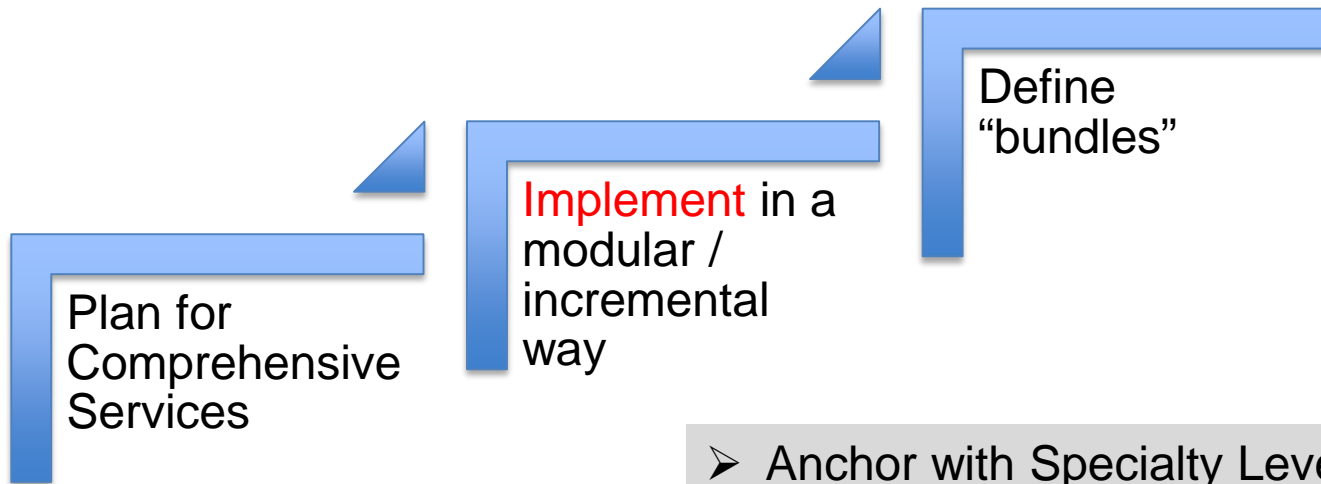 Plan for
Comprehensive
Services
Implement in a
modular /
incremental
way
Define
“bundles”
➢ Anchor with Specialty